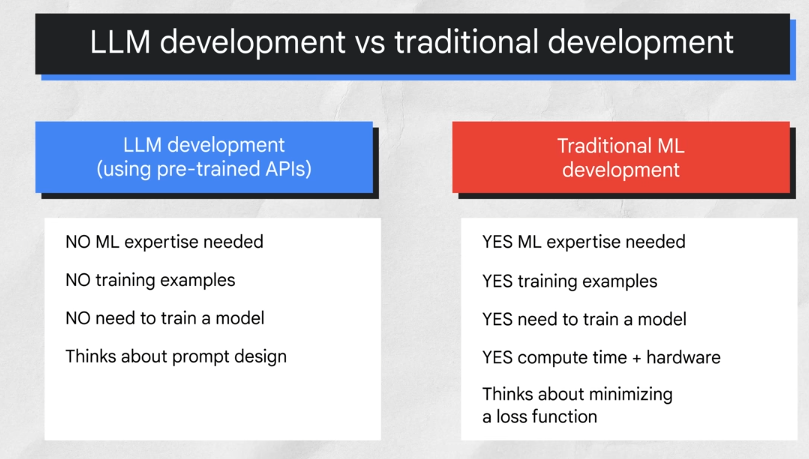 LLM development vs traditional development
LLM development
(using pre-trained APIs)
NO ML expertise needed
NO training examples
NO need to train a model
Thinks about prompt design
Traditional ML
development
YES ML expertise needed
YES training examples
YES need to train a model
YES compute time + hardware
Thinks about minimizing
a loss function